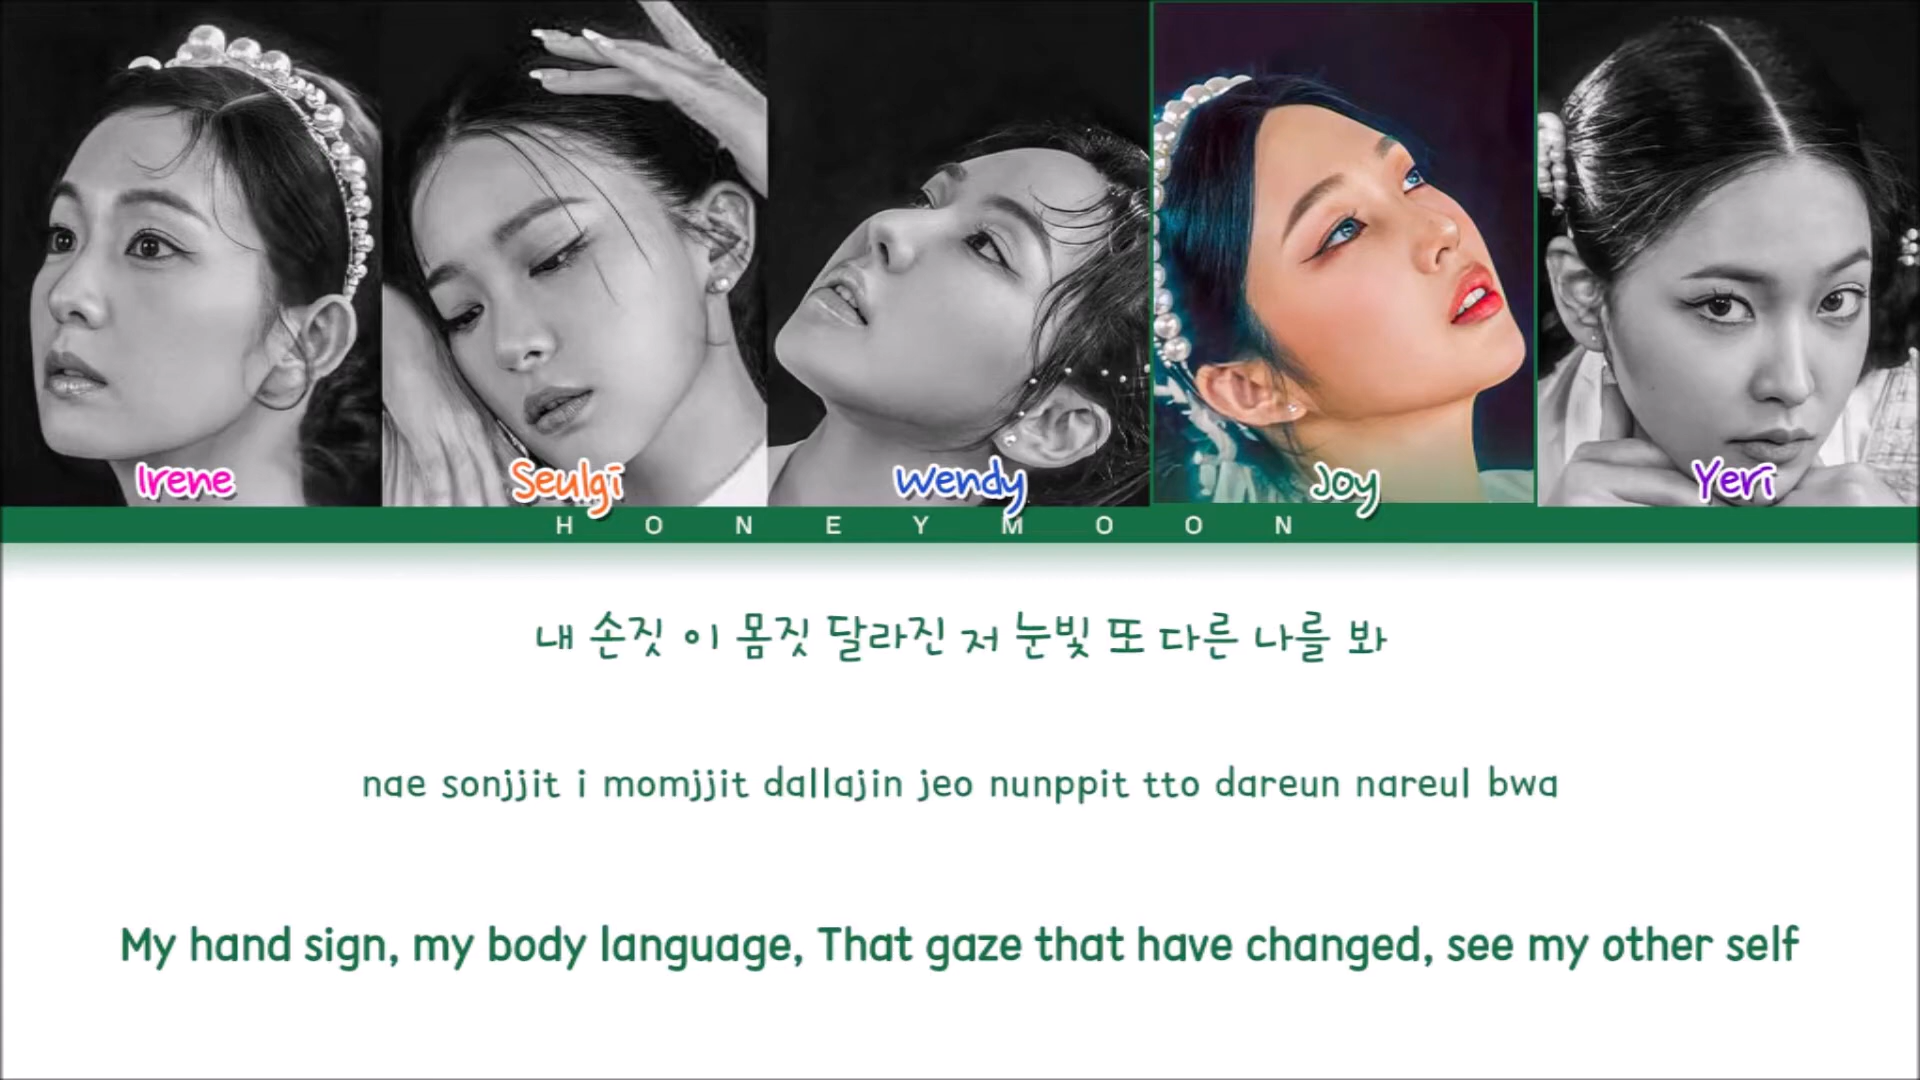 Irene
Seulgi
Wendy
Joy
Yeri
HONEYMOON
내 손짓 이 몸짓 달라진 저 눈빛 또 다른 나를 봐
nae sonjjit i momjjit dallajin jeo nunppit tto dareun nareul bwa
My hand sign, my body language, That gaze that have changed, see my other self